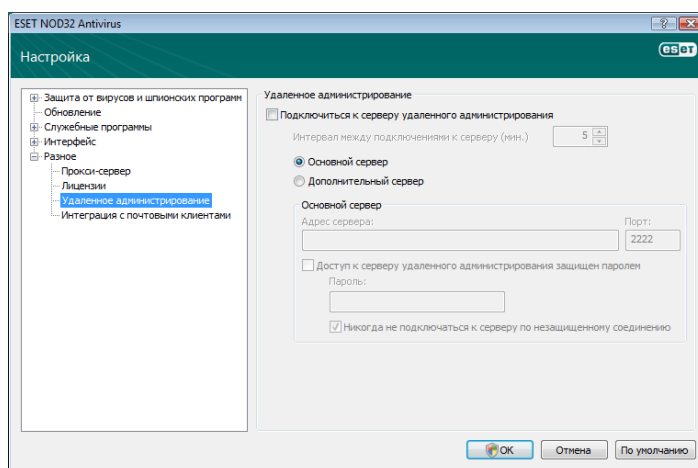 ESET NOD32 Antivirus
Настройка
eset
Защита от вирусов и шпионских программ
Обновление
Служебные программы
Интерфейс
Разное
Прокси-сервер
Лицензии
Удаленное администрирование
Интеграция с почтовыми клиентами
Удаленное администрирование
Подключиться к серверу удаленного администрирования
Интервал между подключениями к серверу (мин.) 5
Основной сервер
Дополнительный сервер
Основной сервер
Адрес сервера: Порт:
2222
Доступ к серверу удаленного администрирования защищен паролем
Пароль:
Никогда не подключаться к серверу по незащищенному соединению
OK Отмена По умолчанию